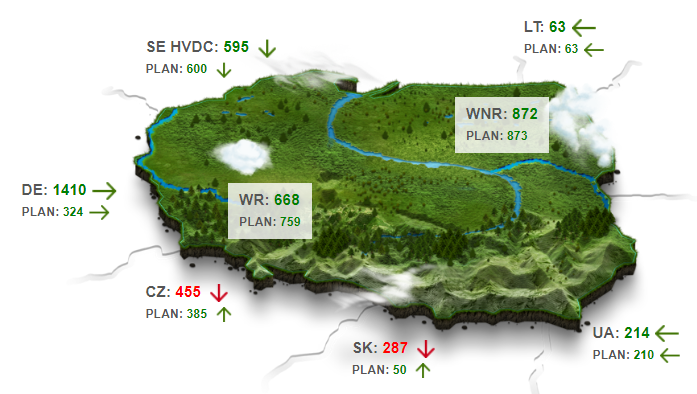 LT: 63
PLAN: 63
SE HVDC: 595
PLAN: 600
WNR: 872
PLAN: 873
DE: 1410
PLAN: 324
WR: 668
PLAN: 759
CZ: 455
PLAN: 385
UA: 214
PLAN: 210
SK: 287
PLAN: 50